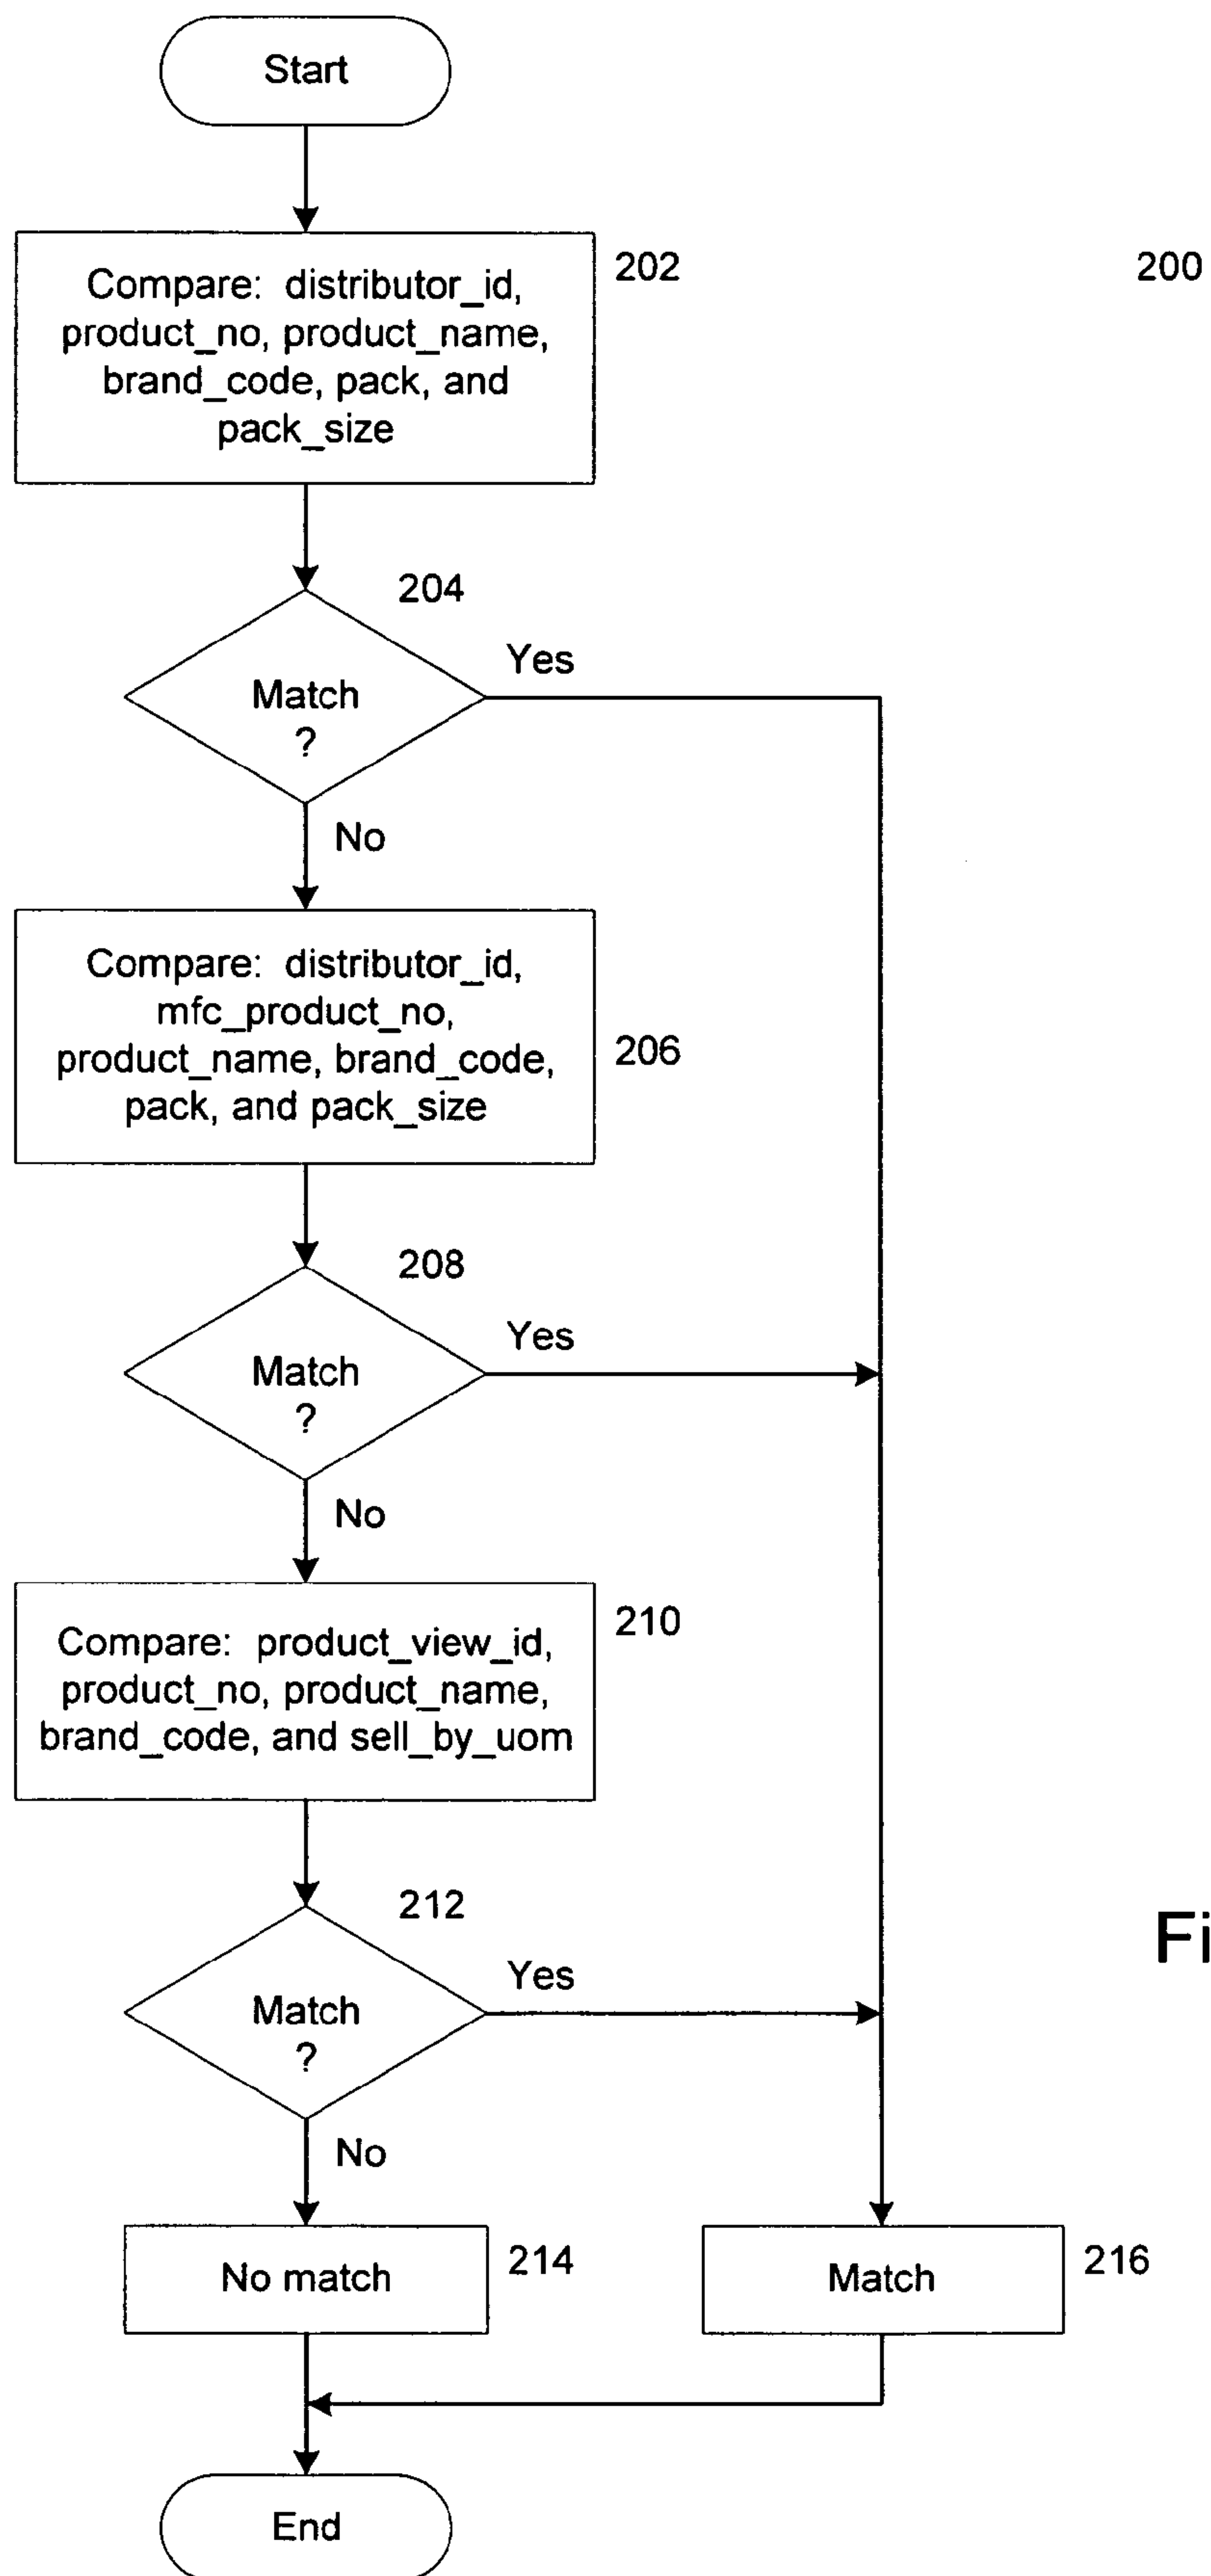 Start
Compare: distributor_id,
product_no, product_name,
brand_code, pack, and
pack_size
202
200
204
Match
?
Yes
No
Compare: distributor_id,
mfc_product_no,
product_name, brand_code,
pack, and pack_size
206
208
Match
?
Yes
No
Compare: product_view_id,
product_no, product_name,
brand_code, and sell_by_uom
210
212
Fi
Match
?
Yes
No
No match
214
Match
216
End